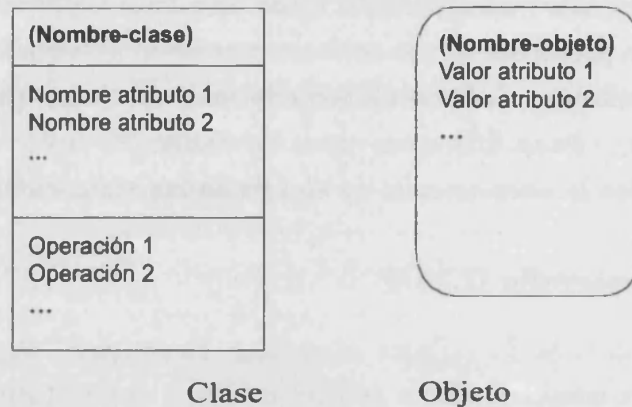 (Nombre-clase)
Nombre atributo 1
Nombre atributo 2
...
Operación 1
Operación 2
...
Clase
(Nombre-objeto)
Valor atributo 1
Valor atributo 2
...
Objeto